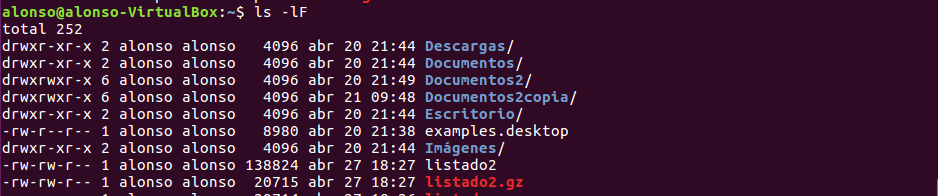 alonso@alonso-VirtualBox:~$ ls -lF
total 252
drwxr-xr-x 2 alonso alonso   4096 abr 20 21:44 Descargas/
drwxr-xr-x 2 alonso alonso   4096 abr 20 21:44 Documentos/
drwxrwxr-x 6 alonso alonso   4096 abr 20 21:49 Documentos2/
drwxrwxr-x 6 alonso alonso   4096 abr 21 09:48 Documentos2copia/
drwxr-xr-x 2 alonso alonso   4096 abr 20 21:44 Escritorio/
-rw-r--r-- 1 alonso alonso   8980 abr 20 21:38 examples.desktop
drwxr-xr-x 2 alonso alonso   4096 abr 20 21:44 Imágenes/
-rw-rw-r-- 1 alonso alonso 138824 abr 27 18:27 listado2
-rw-rw-r-- 1 alonso alonso  20715 abr 27 18:27 listado2.gz